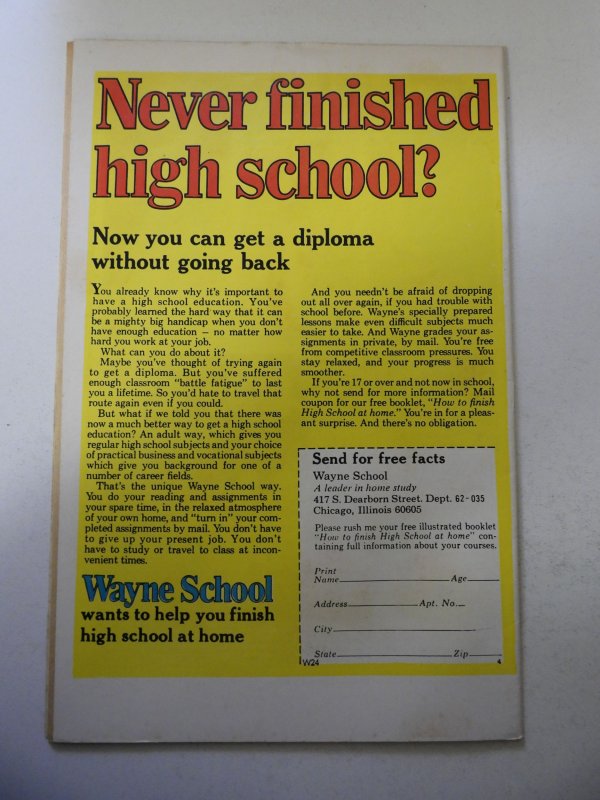 Never finished
high school?
Now you can get a diploma
without going back
You already know why it's important to
have a high school education. You've
probably learned the hard way that it can
be a mighty big handicap when you don't
have enough education — no matter how
hard you work at your job.
What can you do about it?
Maybe you've thought of trying again
to get a diploma. But you've suffered
enough classroom "battle fatigue" to last
you a lifetime. So you'd hate to travel that
route again even if you could.
But what if we told you that there was
now a much better way to get a high school
education? An adult way, which gives you
regular high school subjects and your choice
of practical business and vocational subjects
which give you background for one of a
number of career fields.
That's the unique Wayne School way.
You do your reading and assignments in
your spare time, in the relaxed atmosphere
of your own home, and "turn in" your com-
pleted assignments by mail. You don't have
to give up your present job. You don't
have to study or travel to class at incon-
venient times.
Wayne School
wants to help you finish
high school at home
And you needn't be afraid of dropping
out all over again, if you had trouble with
school before. Wayne's specially prepared
lessons make even difficult subjects much
easier to take. And Wayne grades your as-
signments in private, by mail. You're free
from competitive classroom pressures. You
stay relaxed, and your progress is much
smoother.
If you're 17 or over and not now in school,
why not send for more information? Mail
coupon for our free booklet, "How to finish
High School at home." You're in for a pleas-
ant surprise. And there's no obligation.
Send for free facts
Wayne School
A leader in home study
417 S. Dearborn Street. Dept. 62-035
Chicago, Illinois 60605
Please rush me your free illustrated booklet
"How to finish High School at home" con-
taining full information about your courses.
Print
Name Age
Address Apt. No.
City
State Zip
W24 4